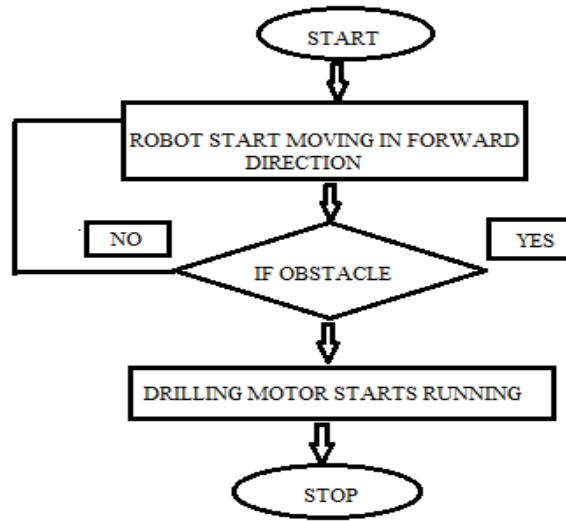 START
ROBOT START MOVING IN FORWARD
DIRECTION
NO
YES
IF OBSTACLE
DRILLING MOTOR STARTS RUNNING
STOP